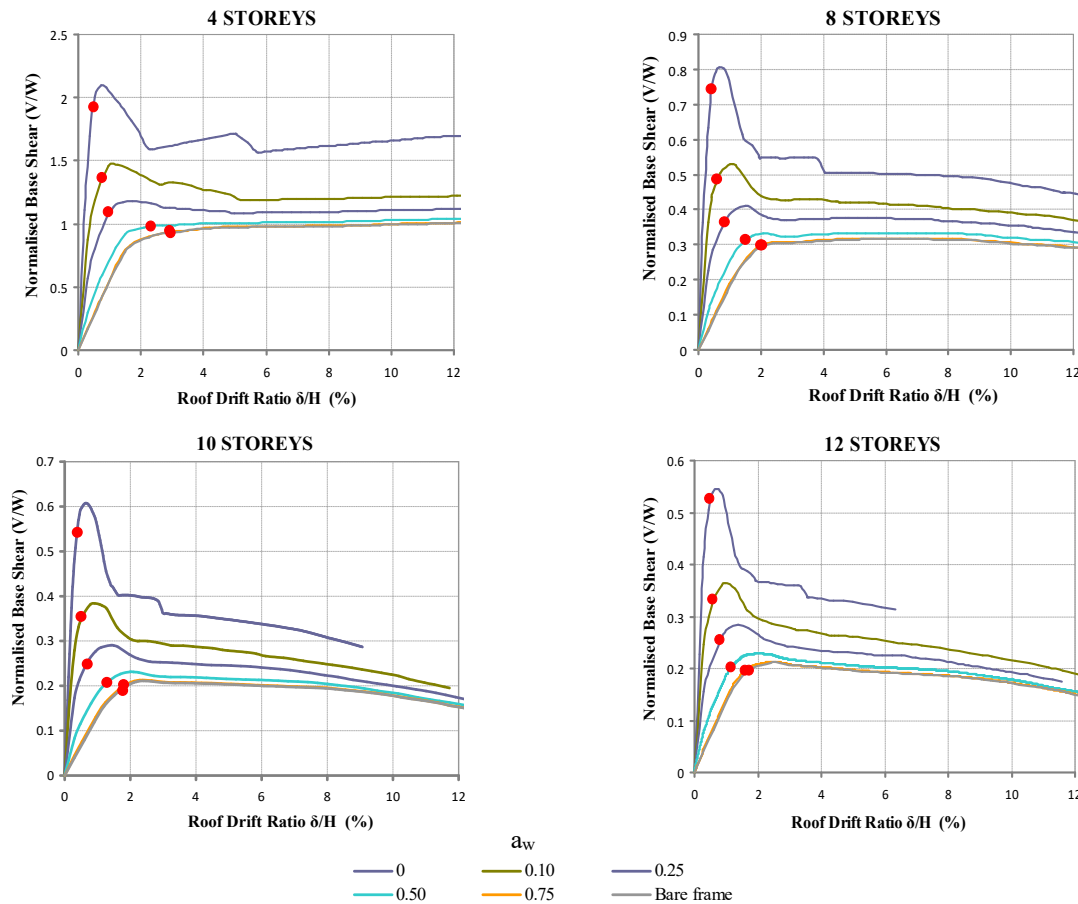 4 STOREYS
Normalised Base Shear (V/W)
2.5
2
1.5
1
0.5
0
0 2 4 6 8 10 12
Roof Drift Ratio δ/H (%)
8 STOREYS
Normalised Base Shear (V/W)
0.9
0.8
0.7
0.6
0.5
0.4
0.3
0.2
0.1
0
0 2 4 6 8 10 12
Roof Drift Ratio δ/H (%)
10 STOREYS
Normalised Base Shear (V/W)
0.7
0.6
0.5
0.4
0.3
0.2
0.1
0
0 2 4 6 8 10 12
Roof Drift Ratio δ/H (%)
12 STOREYS
Normalised Base Shear (V/W)
0.6
0.5
0.4
0.3
0.2
0.1
0
0 2 4 6 8 10 12
Roof Drift Ratio δ/H (%)
aw
0 0.10 0.25
0.50 0.75 Bare frame